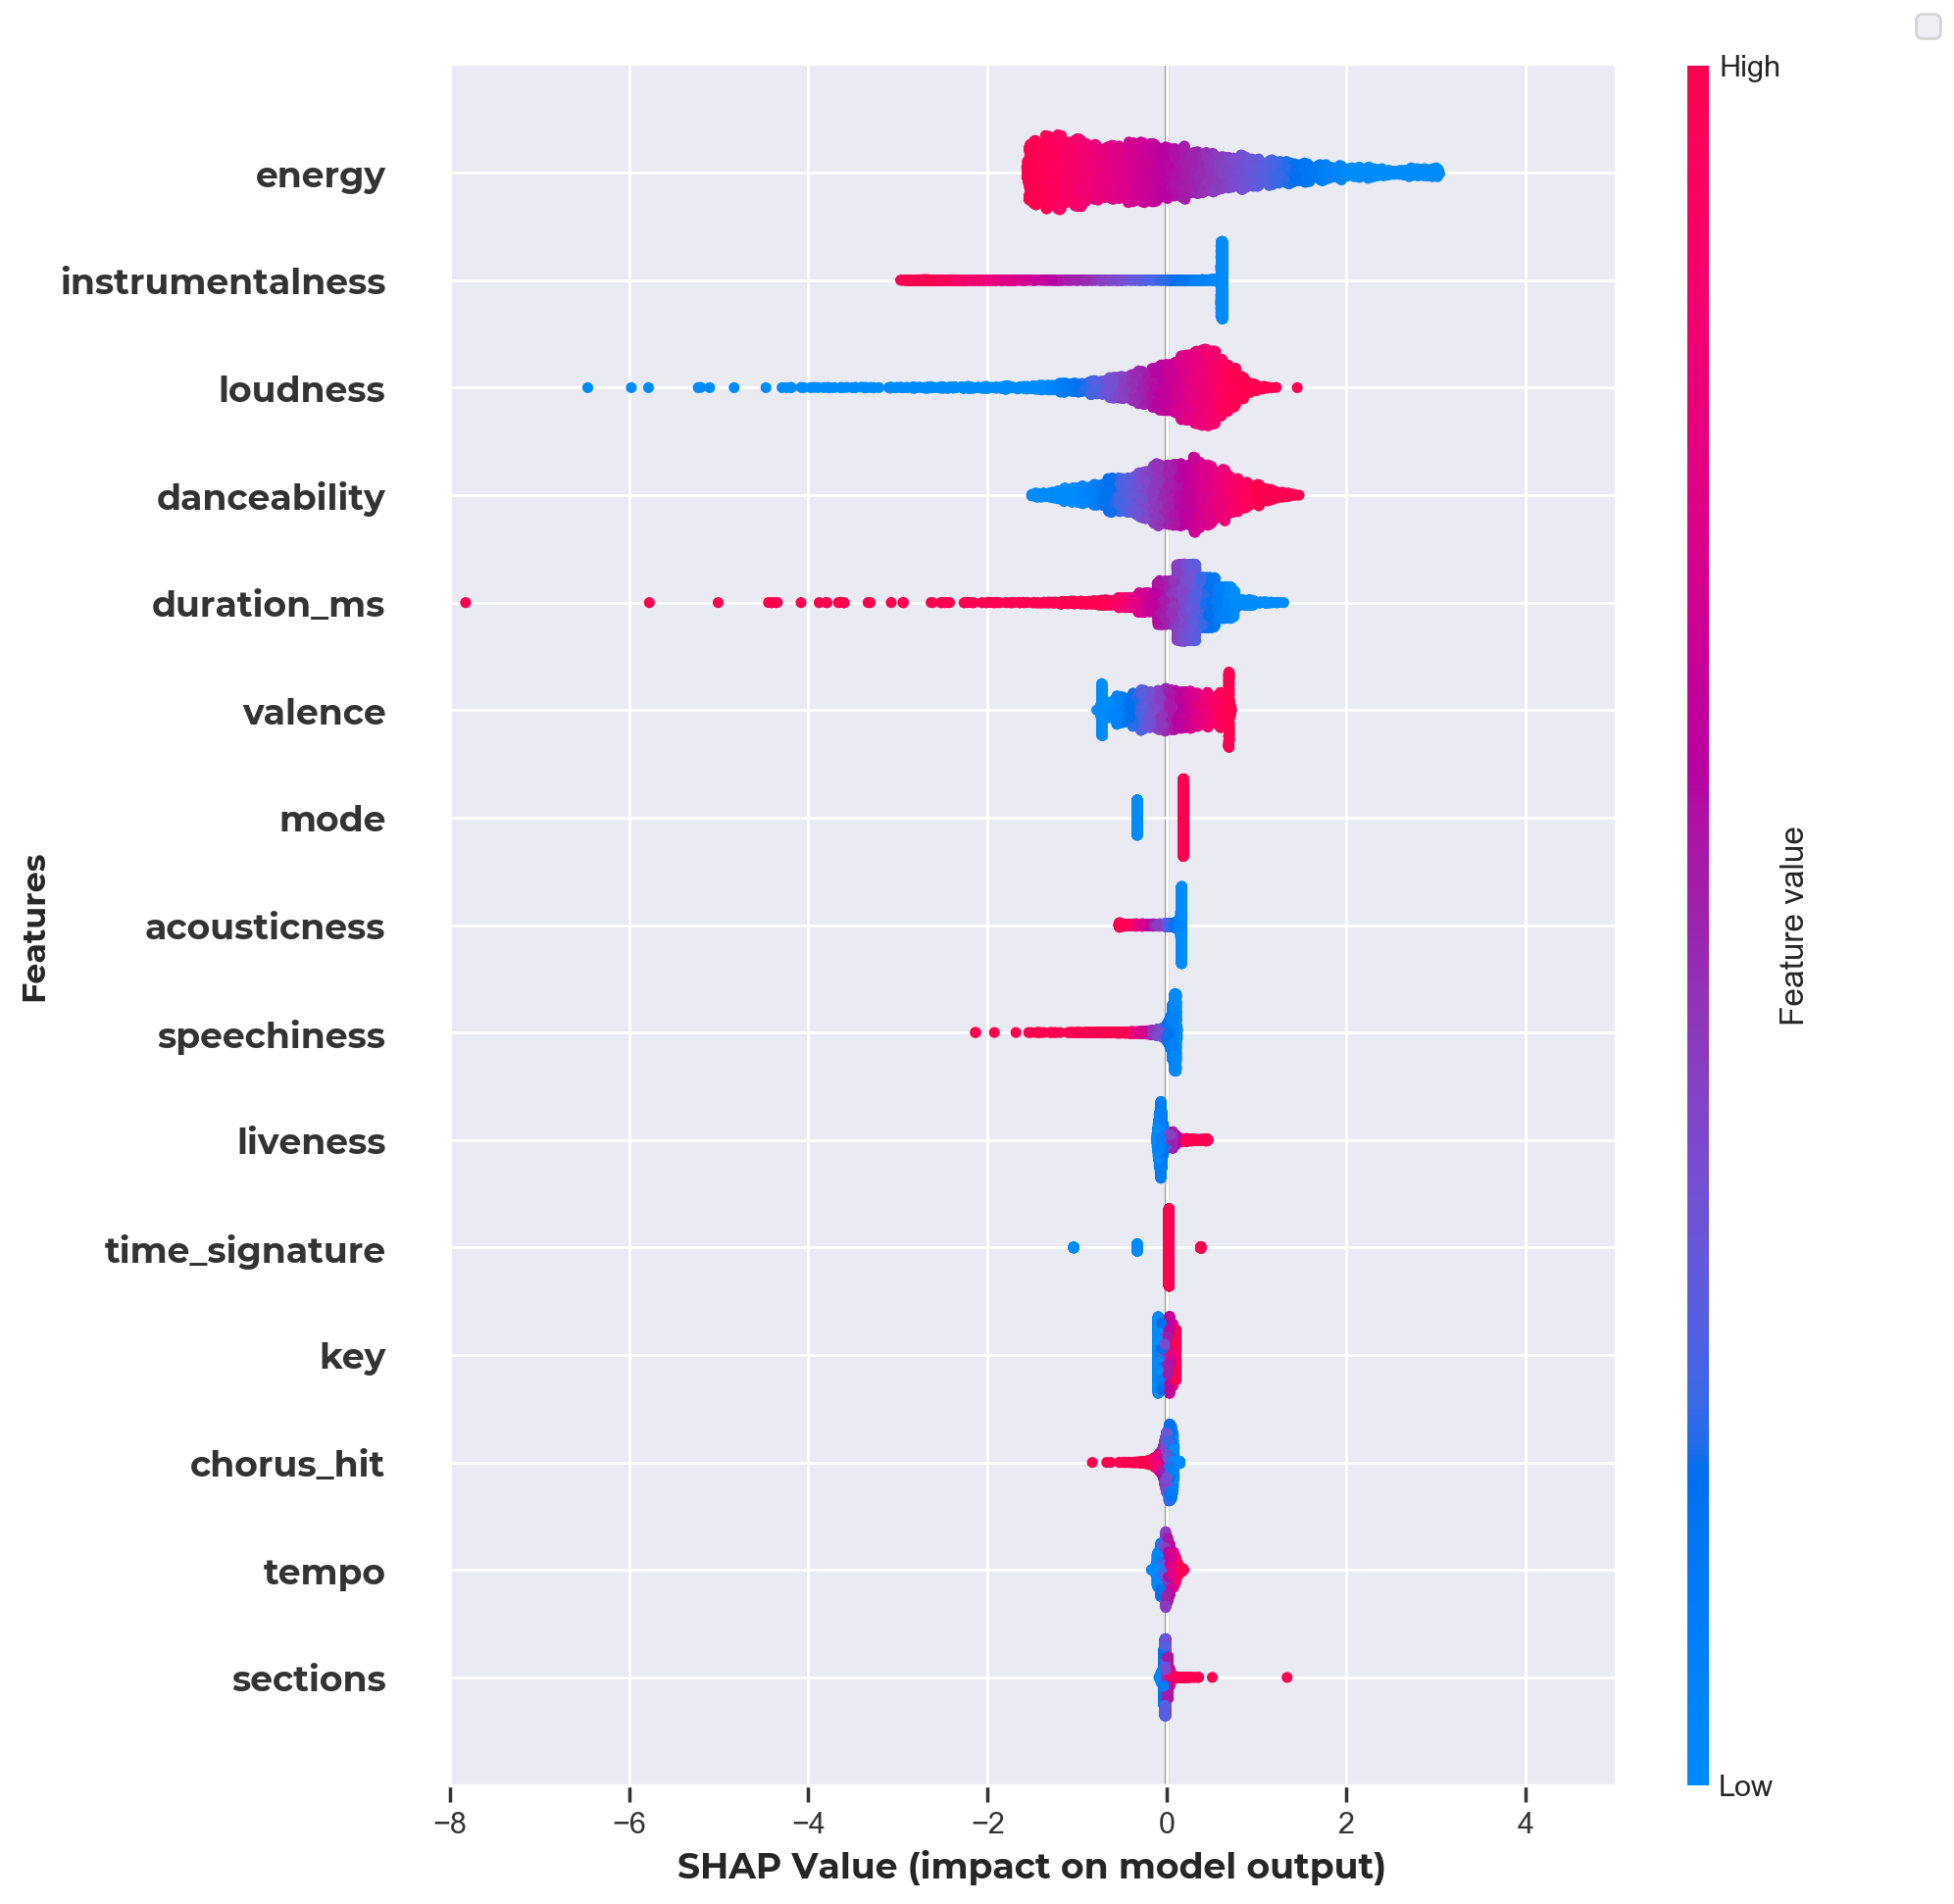 High
energy
instrumentalness
loudness
danceability
duration_ms
valence
mode
acousticness
speechiness
liveness
time_signature
key
chorus_hit
tempo
sections
Features
Feature value
Low
−8 −6 −4 −2 0 2 4
SHAP Value (impact on model output)